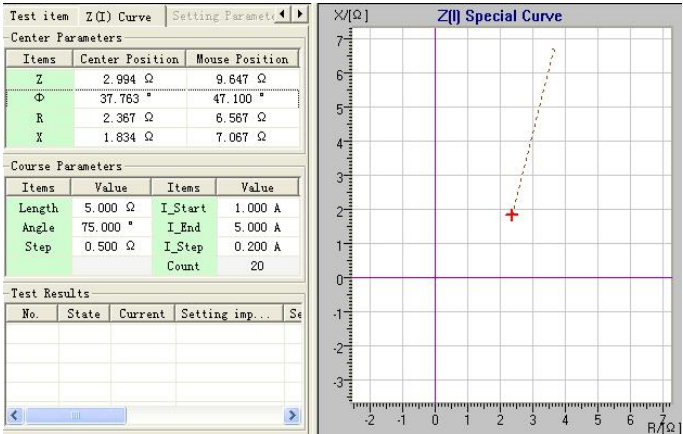 Test item Z(I) Curve Setting Paramete
Center Parameters
Items Center Position Mouse Position
Z 2.994 Ω 9.647 Ω
Φ 37.763 ° 47.100 °
R 2.367 Ω 6.567 Ω
X 1.834 Ω 7.067 Ω
Course Parameters
Items Value Items Value
Length 5.000 Ω I_Start 1.000 A
Angle 75.000 ° I_End 5.000 A
Step 0.500 Ω I_Step 0.200 A
Count 20
Test Results
No. State Current Setting imp... Se
X/[Ω] Z(I) Special Curve
7
6
5
4
3
2
1
0
-1
-2
-3
-2 -1 0 1 2 3 4 5 6 7
R/[Ω]